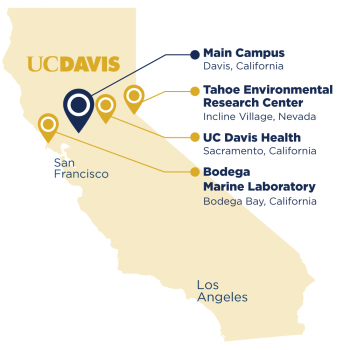 UCDAVIS
Main Campus
Davis, California
Tahoe Environmental
Research Center
Incline Village, Nevada
UC Davis Health
Sacramento, California
Bodega
Marine Laboratory
Bodega Bay, California
San
Francisco
Los
Angeles